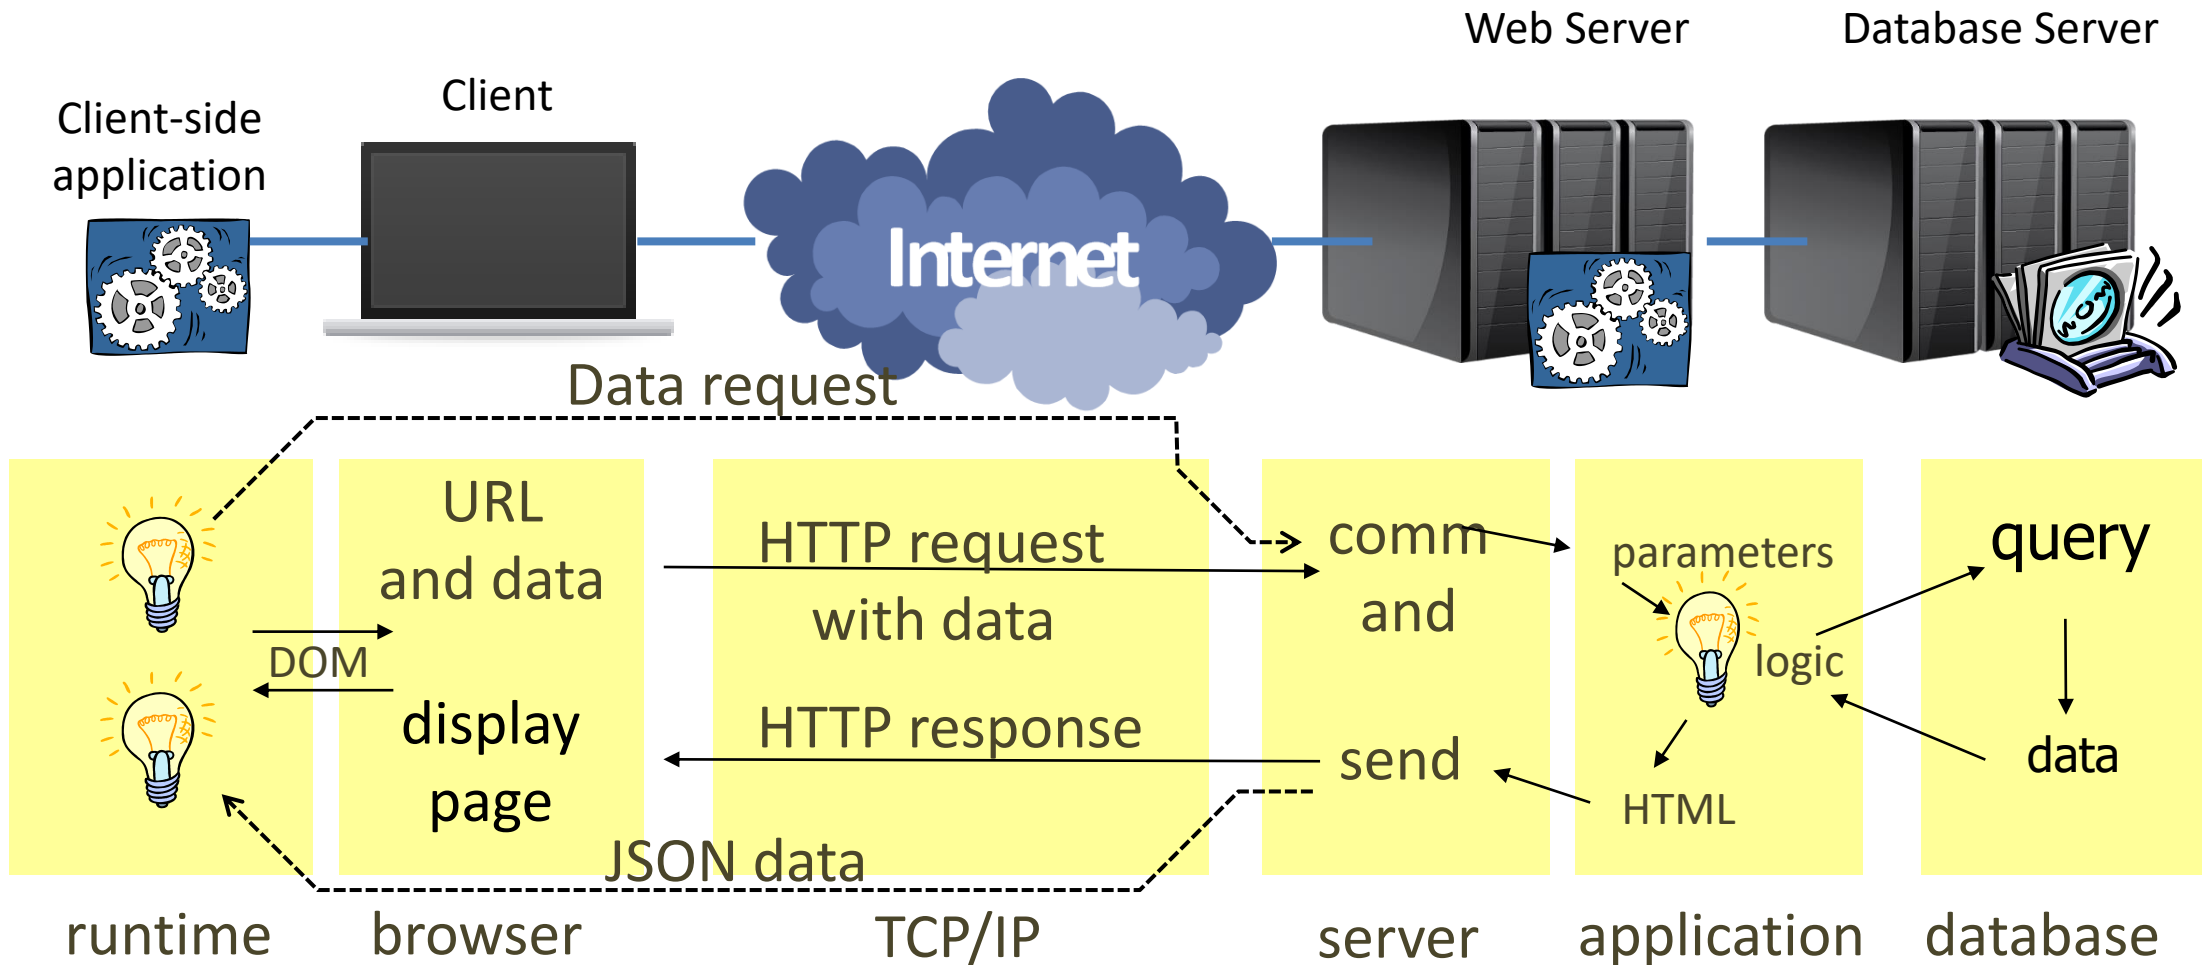 Web Server
Database Server
Client
Client-side
application
Internet
Data request
URL
and data
HTTP request
with data
comm
and
parameters
query
DOM
logic
display
page
HTTP response
send
data
HTML
JSON data
runtime
browser
TCP/IP
server
application
database